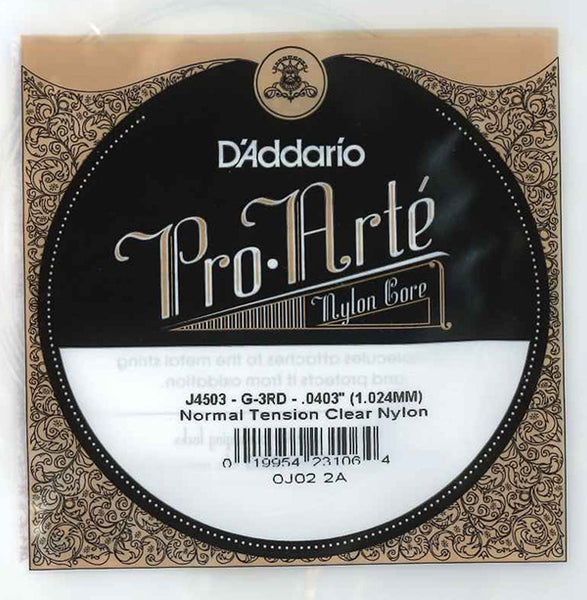 D'Addario
Pro·Arté
Nylon Core
J4503 - G-3RD - .0403" (1.024MM)
Normal Tension Clear Nylon
0 19954 23106 4
0J02 2A
molecules attaches to the metal string
and protects it from oxidation.